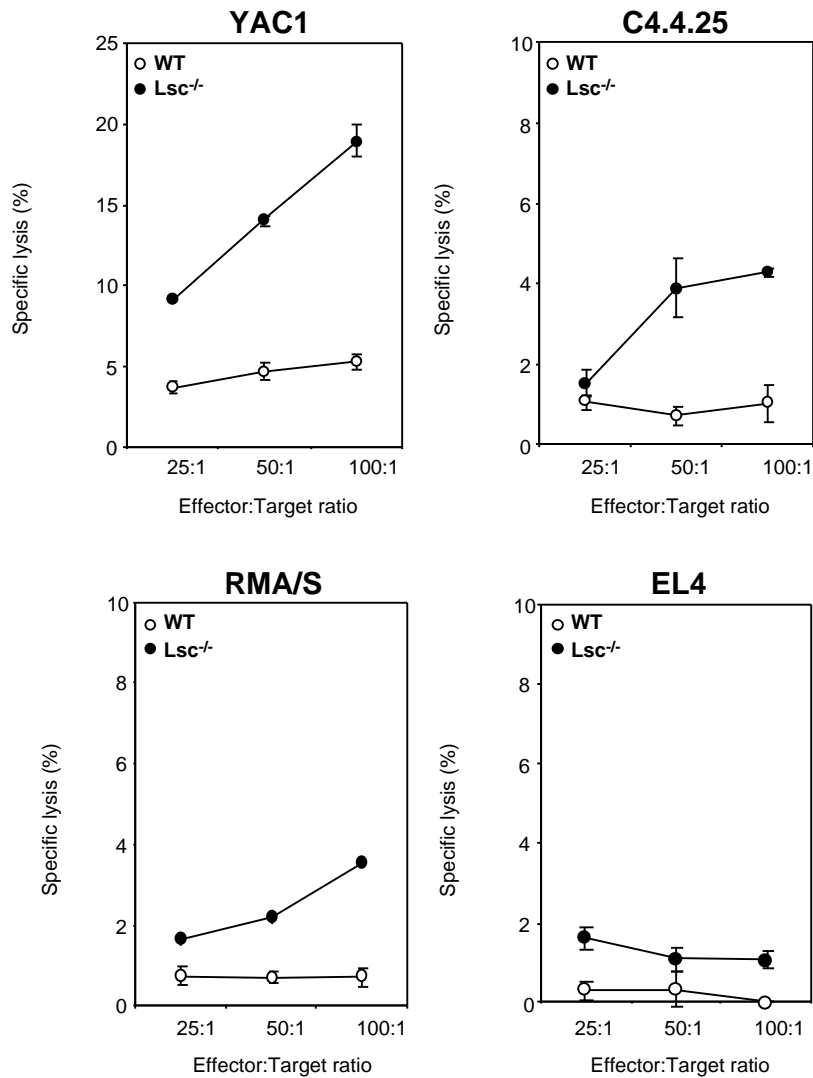 YAC1
25
20
15
10
5
0
WT
Lsc-/-
Specific lysis (%)
25:1 50:1 100:1
Effector:Target ratio
C4.4.25
10
8
6
4
2
0
WT
Lsc-/-
Specific lysis (%)
25:1 50:1 100:1
Effector:Target ratio
RMA/S
10
8
6
4
2
0
WT
Lsc-/-
Specific lysis (%)
25:1 50:1 100:1
Effector:Target ratio
EL4
10
8
6
4
2
0
WT
Lsc-/-
Specific lysis (%)
25:1 50:1 100:1
Effector:Target ratio